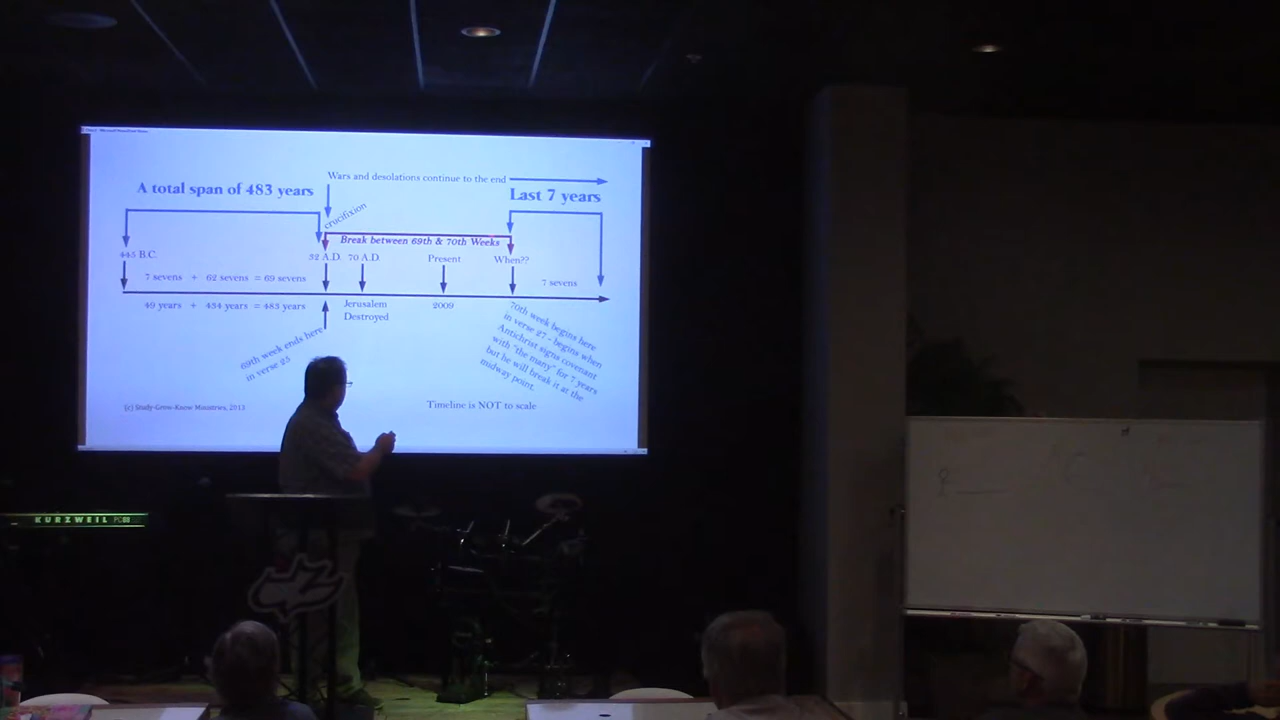 Wars and desolations continue to the end
A total span of 483 years
Last 7 years
crucifixion
Break between 69th & 70th Weeks
445 B.C.
32 A.D.
70 A.D.
Present
When??
7 sevens + 62 sevens = 69 sevens
7 sevens
49 years + 434 years = 483 years
Jerusalem
Destroyed
2009
69th week ends here
in verse 25
70th week begins here
in verse 27 - begins when
Antichrist signs covenant
with "the many" for 7 years
but he will break it at the
midway point.
(c) Study-Grow-Know Ministries, 2013
Timeline is NOT to scale
KURZWEIL PC88